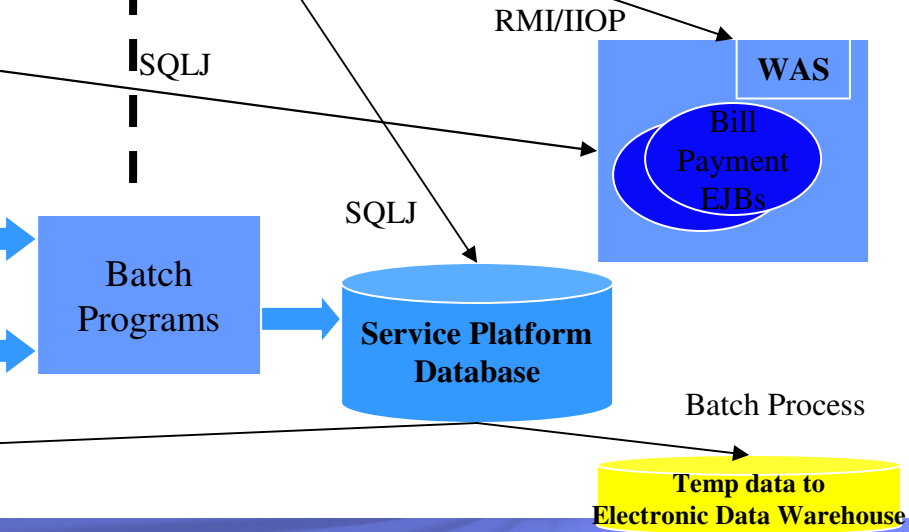 RMI/IIOP
SQLJ
WAS
Bill
Payment
EJBs
SQLJ
Batch
Programs
Service Platform
Database
Batch Process
Temp data to
Electronic Data Warehouse